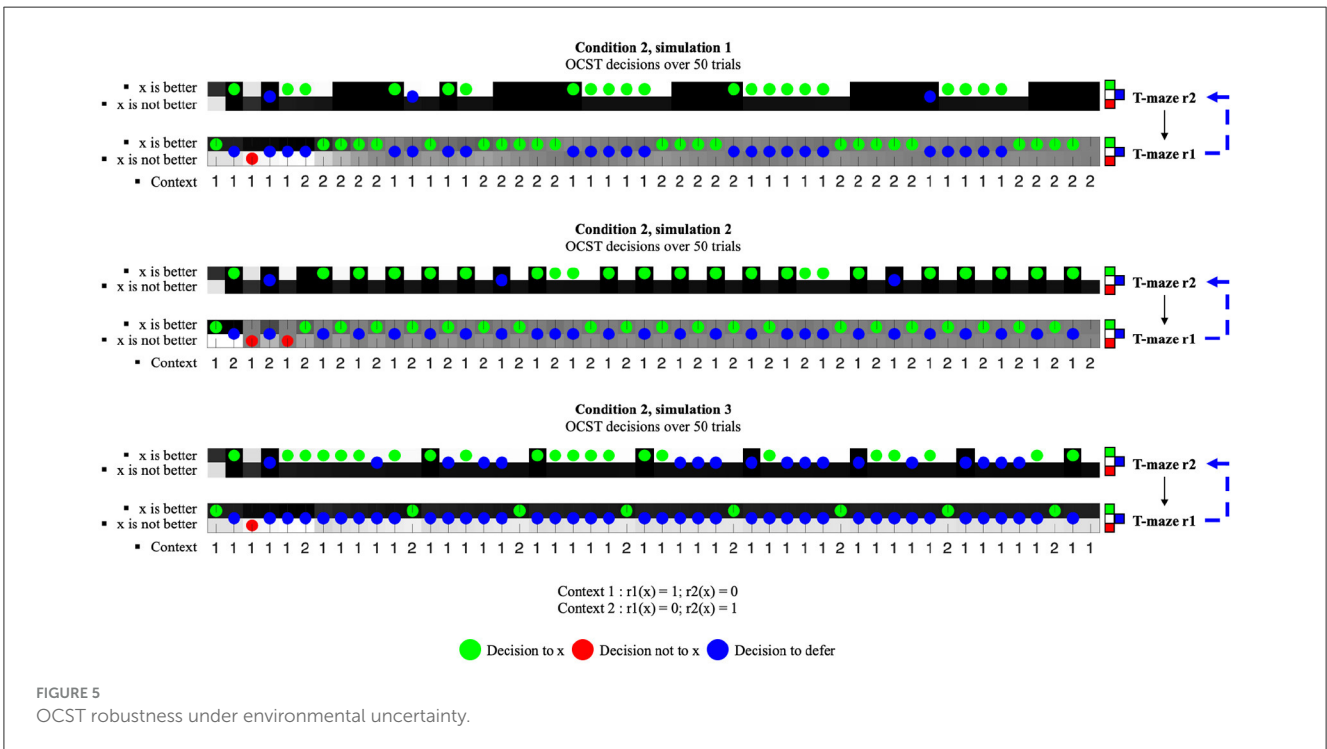 Condition 2, simulation 1
OCST decisions over 50 trials
▪ x is better
▪ x is not better
T-maze r2
▪ x is better
▪ x is not better
T-maze r1
▪ Context 1 1 1 1 1 2 2 2 2 2 1 1 1 1 1 2 2 2 2 2 1 1 1 1 1 2 2 2 2 2 1 1 1 1 1 2 2 2 2 2 1 1 1 1 1 2 2 2 2 2
Condition 2, simulation 2
OCST decisions over 50 trials
▪ x is better
▪ x is not better
T-maze r2
▪ x is better
▪ x is not better
T-maze r1
▪ Context 1 2 1 2 1 2 1 2 1 2 1 2 1 2 1 2 1 2 1 2 1 2 1 2 1 2 1 2 1 2 1 2 1 2 1 2 1 2 1 2 1 2 1 2 1 2 1 2 1 2
Condition 2, simulation 3
OCST decisions over 50 trials
▪ x is better
▪ x is not better
T-maze r2
▪ x is better
▪ x is not better
T-maze r1
▪ Context 1 1 1 1 1 2 1 1 1 1 1 2 1 1 1 1 1 2 1 1 1 1 1 2 1 1 1 1 1 2 1 1 1 1 1 2 1 1 1 1 1 2 1 1 1 1 1 2 1 1
Context 1 : r1(x) = 1; r2(x) = 0
Context 2 : r1(x) = 0; r2(x) = 1
Decision to x Decision not to x Decision to defer
FIGURE 5
OCST robustness under environmental uncertainty.